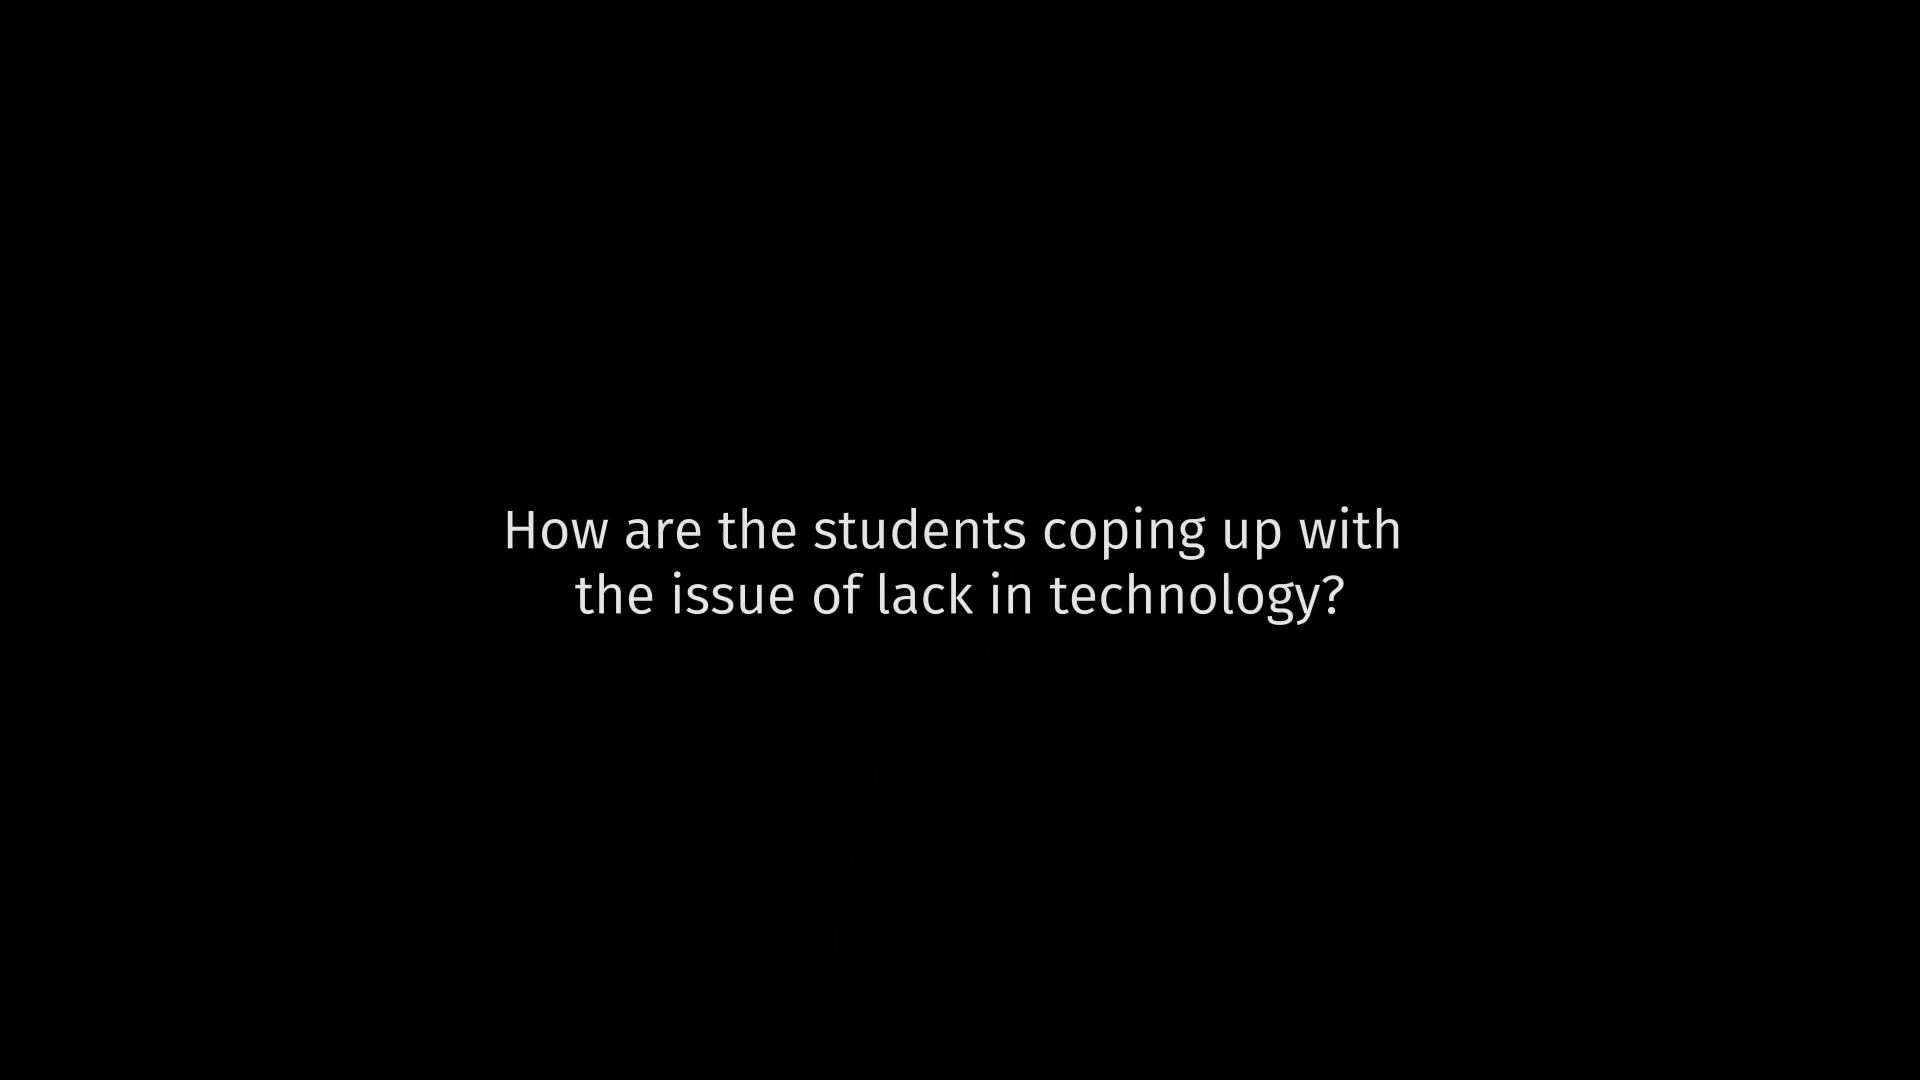 How are the students coping up with
the issue of lack in technology?